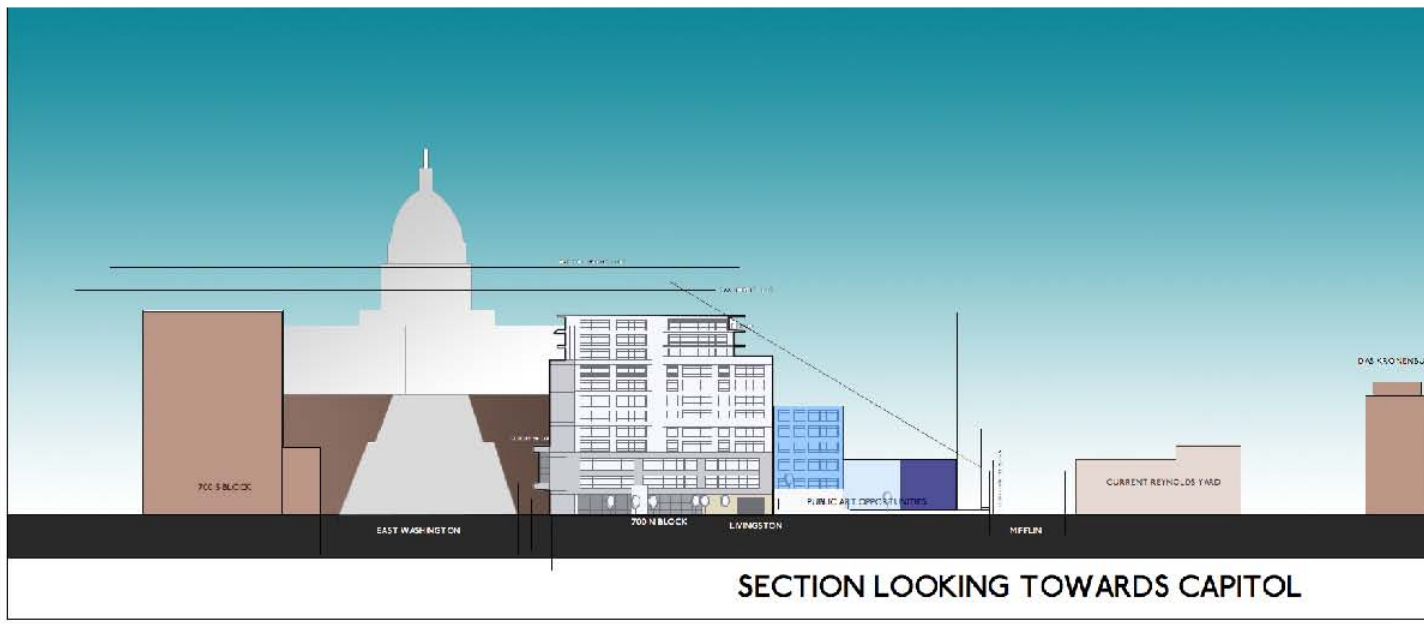 DAS KRONENBU
700 S BLOCK
CURRENT REYNOLDS YARD
PUBLIC ART OPPORTUNITIES
700 N BLOCK
LIVINGSTON
EAST WASHINGTON
MIFFLIN
SECTION LOOKING TOWARDS CAPITOL